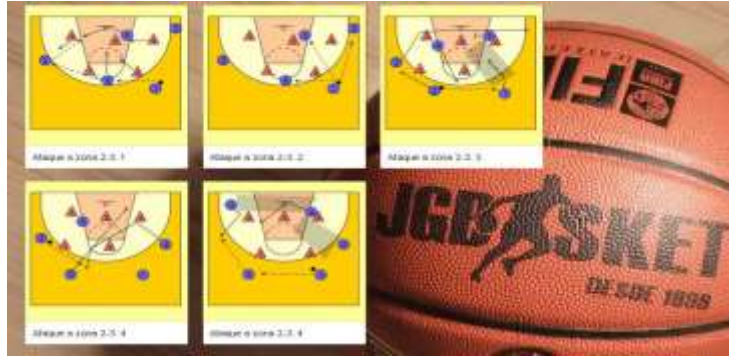 Ataque a zona 2-3. 1
Ataque a zona 2-3. 2
Ataque a zona 2-3. 3
Ataque a zona 2-3. 4
Ataque a zona 2-3. 4
JGBASKET
DESDE 1998